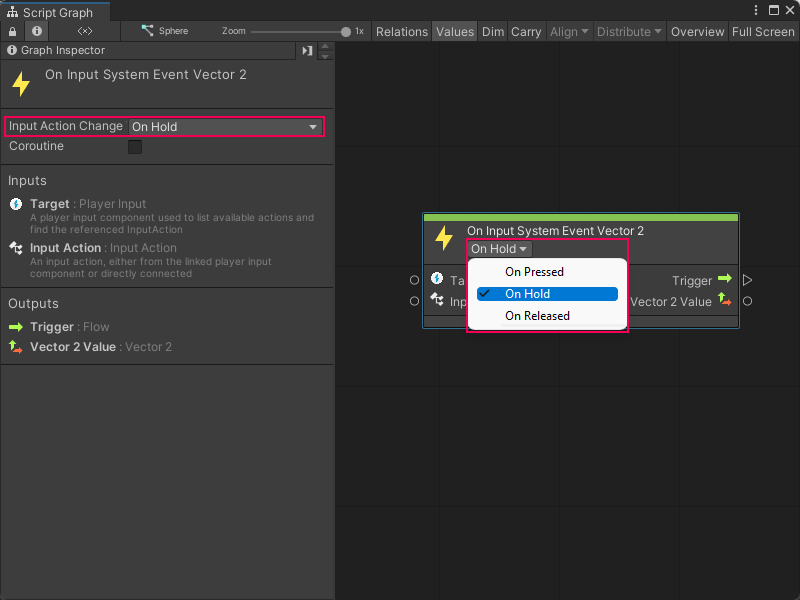 Script Graph
<×> Sphere Zoom 1x Relations Values Dim Carry Align Distribute Overview Full Screen
Graph Inspector
On Input System Event Vector 2
Input Action Change On Hold
Coroutine
Inputs
Target : Player Input
A player input component used to list available actions and
find the referenced InputAction
Input Action : Input Action
An input action, either from the linked player input
component or directly connected
Outputs
Trigger : Flow
Vector 2 Value : Vector 2
On Input System Event Vector 2
On Hold
On Pressed
On Hold
On Released
Ta
Trigger
Inp
Vector 2 Value